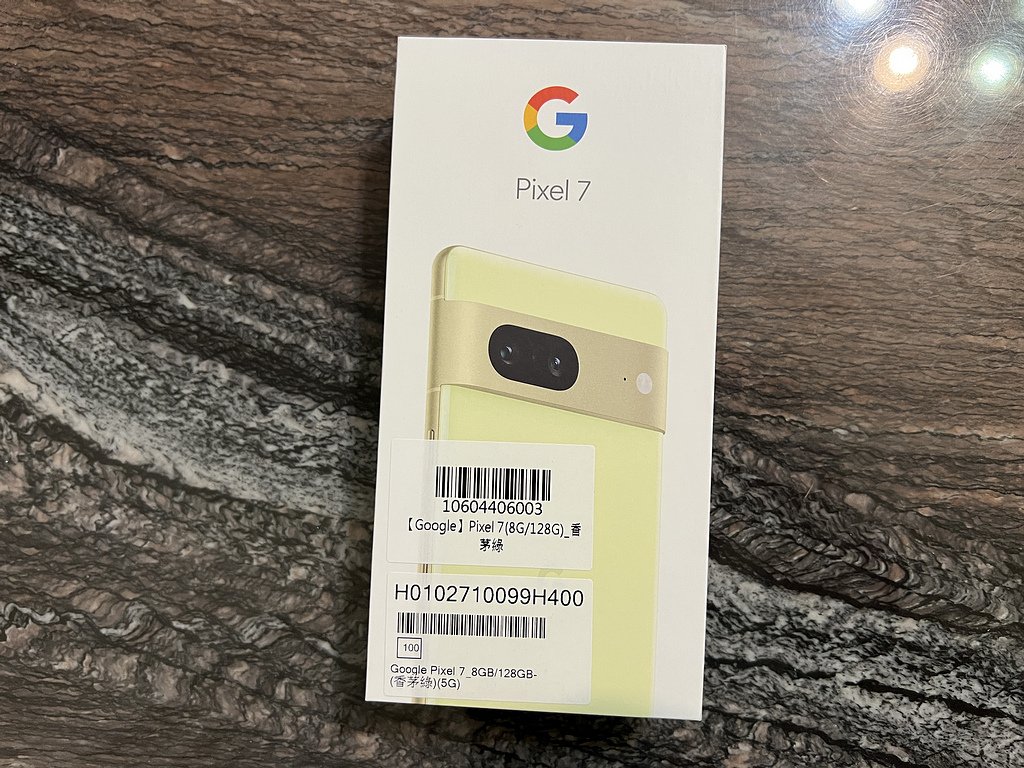 G
Pixel 7
10604406003
【Google】Pixel 7(8G/128G)_香
茅綠
H0102710099H400
100
Google Pixel 7_8GB/128GB-
(香茅綠)(5G)